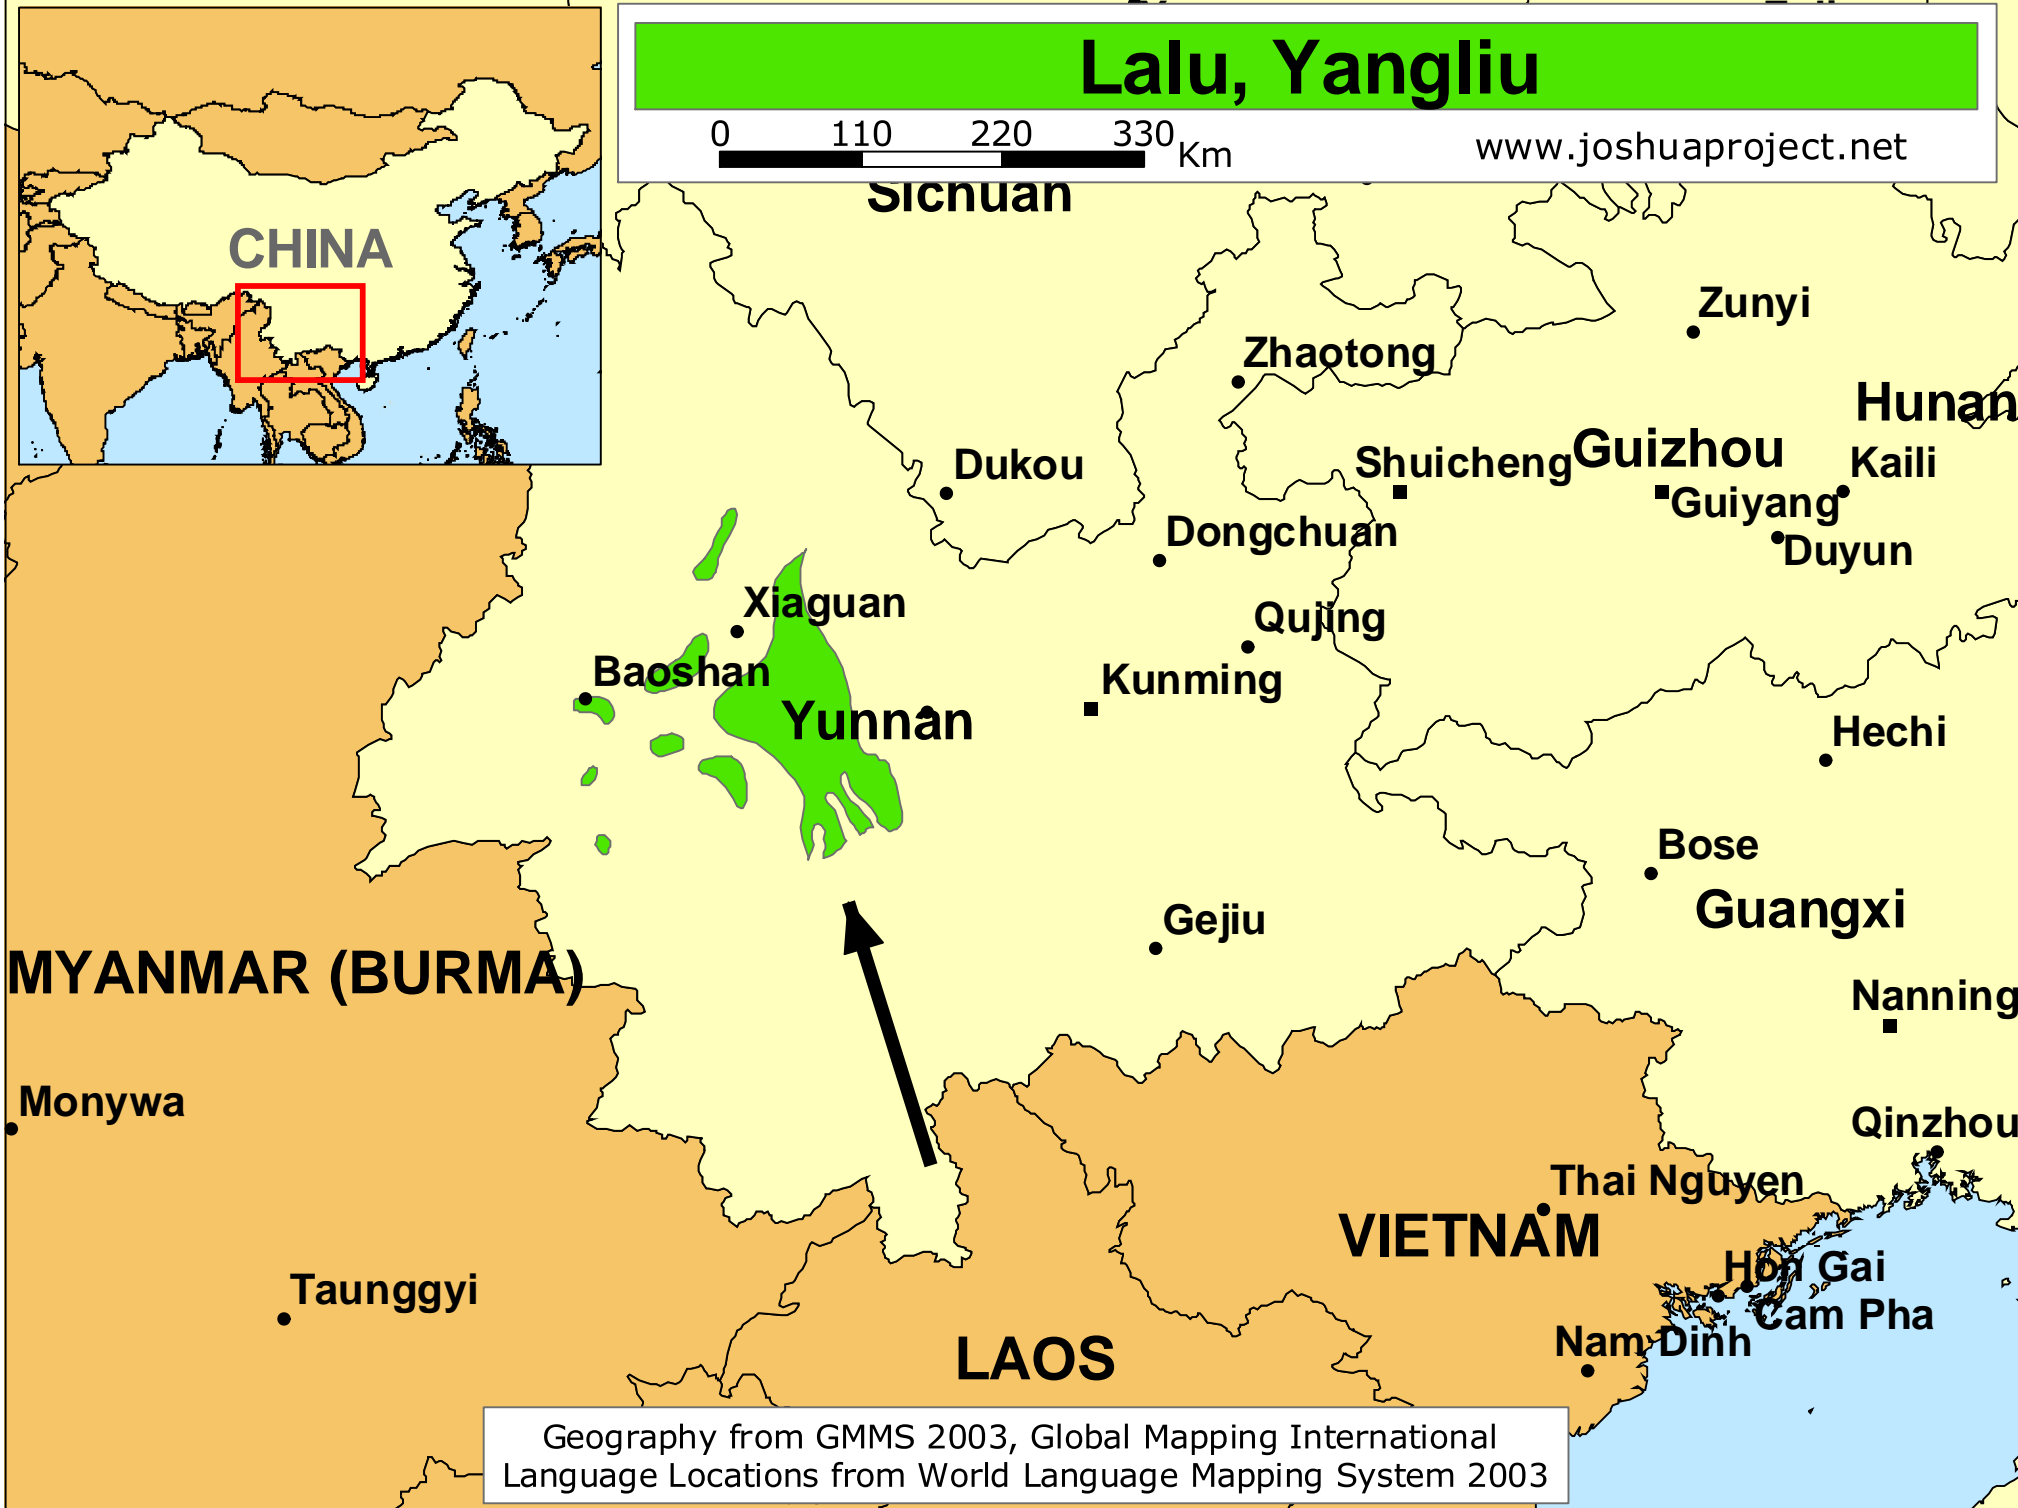 Lalu, Yangliu
0 110 220 330 Km
www.joshuaproject.net
CHINA
Sichuan
Zunyi
Zhaotong
Hunan
Guizhou
Dukou
Shuicheng
Kaili
Guiyang
Dongchuan
Duyun
Xiaguan
Qujing
Baoshan
Kunming
Yunnan
Hechi
Bose
Guangxi
Gejiu
MYANMAR (BURMA)
Nanning
Monywa
Qinzhou
Thai Nguyen
VIETNAM
Hon Gai
Taunggyi
Cam Pha
Nam Dinh
LAOS
Geography from GMMS 2003, Global Mapping International
Language Locations from World Language Mapping System 2003